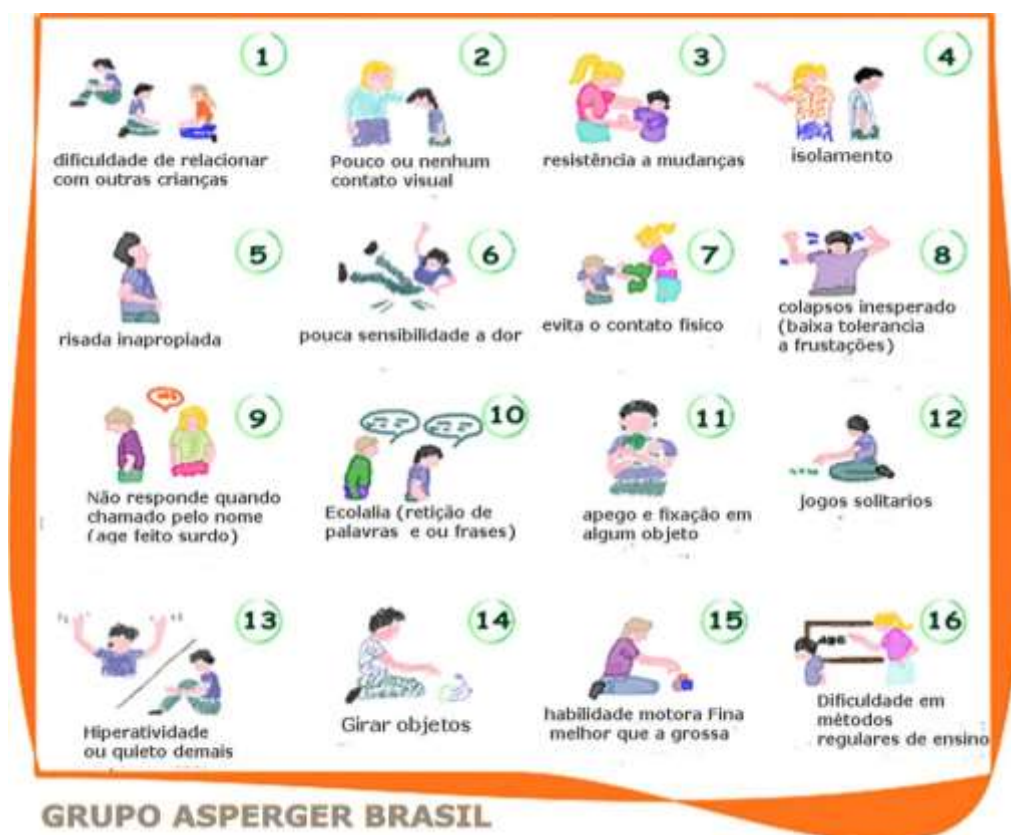 1
dificuldade de relacionar
com outras crianças
2
Pouco ou nenhum
contato visual
3
resistência a mudanças
4
isolamento
5
risada inapropiada
6
pouca sensibilidade a dor
7
evita o contato fisico
8
colapsos inesperado
(baixa tolerancia
a frustações)
9
Não responde quando
chamado pelo nome
(age feito surdo)
10
Ecolalia (retição de
palavras e ou frases)
11
apego e fixação em
algum objeto
12
jogos solitarios
13
Hiperatividade
ou quieto demais
14
Girar objetos
15
habilidade motora Fina
melhor que a grossa
16
Dificuldade em
métodos
regulares de ensino
GRUPO ASPERGER BRASIL